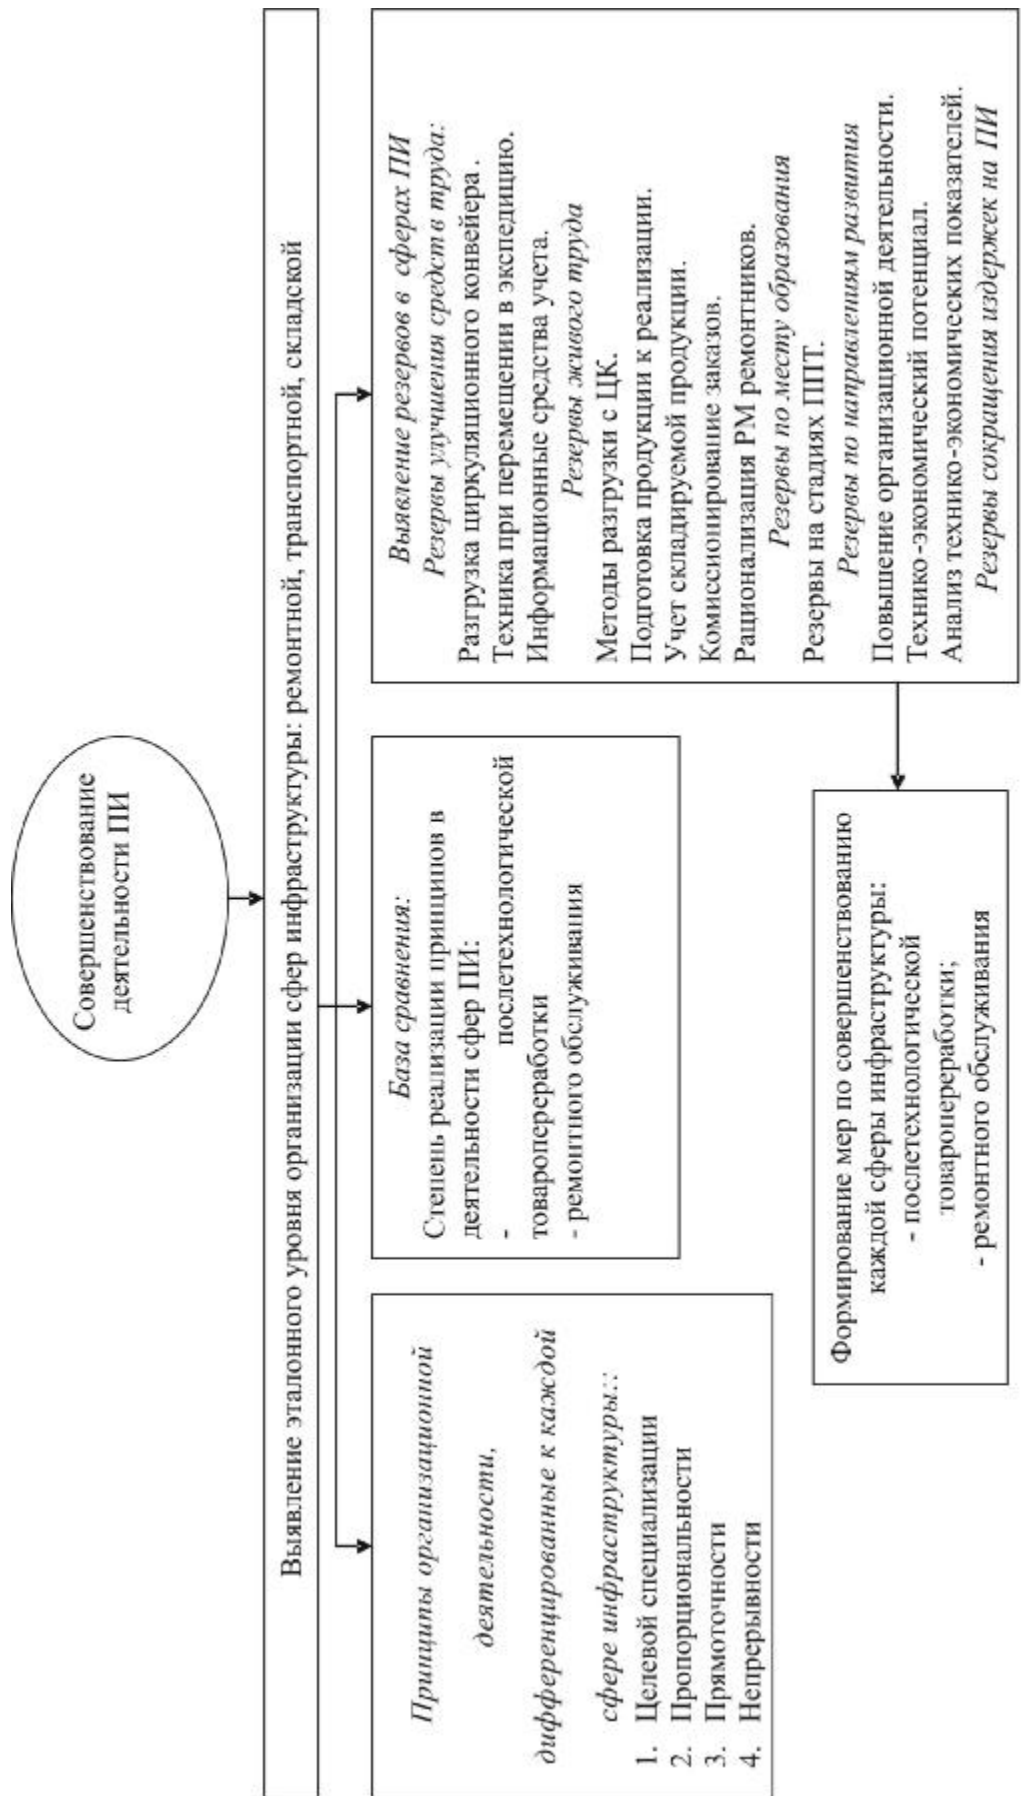 Совершенствование
деятельности ПИ
Выявление эталонного уровня организации сфер инфраструктуры: ремонтной, транспортной, складской
Принципы организационной
деятельности,
дифференцированные к каждой
сфере инфраструктуры::
1. Целевой специализации
2. Пропорциональности
3. Прямоточности
4. Непрерывности
База сравнения:
Степень реализации принципов в
деятельности сфер ПИ:
- послетехнологической
товаропереработки
- ремонтного обслуживания
Выявление резервов в сферах ПИ
Резервы улучшения средств труда:
Разгрузка циркуляционного конвейера .
Техника при перемещении в экспедицию.
Информационные средства учета.
Резервы живого труда
Методы разгрузки с ЦК.
Подготовка продукции к реализации.
Учет складируемой продукции.
Комиссионирование заказов.
Рационализация РМ ремонтников.
Резервы по месту образования
Резервы на стадиях ППТ.
Резервы по направлениям развития
Повышение организационной деятельности.
Технико-экономический потенциал.
Анализ технико-экономических показателей.
Резервы сокращения издержек на ПИ
Формирование мер по совершенствованию
каждой сферы инфраструктуры:
- послетехнологической
товаропереработки;
- ремонтного обслуживания